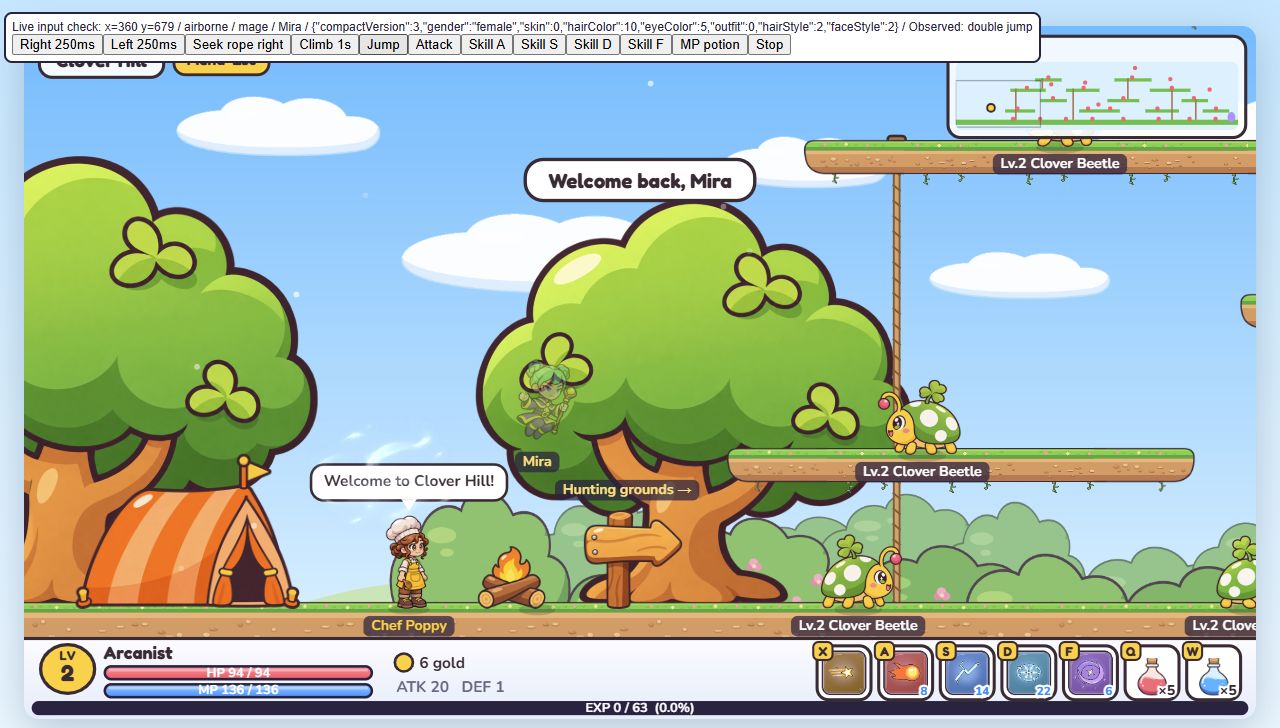 Live input check: x=360 y=679 / airborne / mage / Mira / {"compactVersion":3,"gender":"female","skin":0,"hairColor":10,"eyeColor":5,"outfit":0,"hairStyle":2,"faceStyle":2} / Observed: double jump
Right 250ms Left 250ms Seek rope right Climb 1s Jump Attack Skill A Skill S Skill D Skill F MP potion Stop
Clover Hill
Lv.2 Clover Beetle
Welcome back, Mira
Mira
Lv.2 Clover Beetle
Welcome to Clover Hill!
Hunting grounds →
Chef Poppy
Lv.2 Clover Beetle
Lv.2 Clove
LV 2
Arcanist
HP 94 / 94
MP 136 / 136
6 gold
ATK 20 DEF 1
X
A 8
S 14
D 22
F 6
Q ×5
W ×5
EXP 0 / 63 (0.0%)